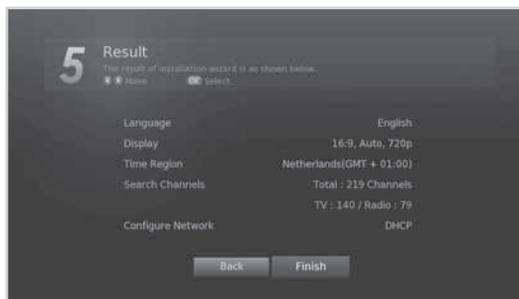 5
Result
The result of installation wizard is as shown below.
Move OK Select
Language English
Display 16:9, Auto, 720p
Time Region Netherlands(GMT + 01:00)
Search Channels Total : 219 Channels
TV : 140 / Radio : 79
Configure Network DHCP
Back Finish